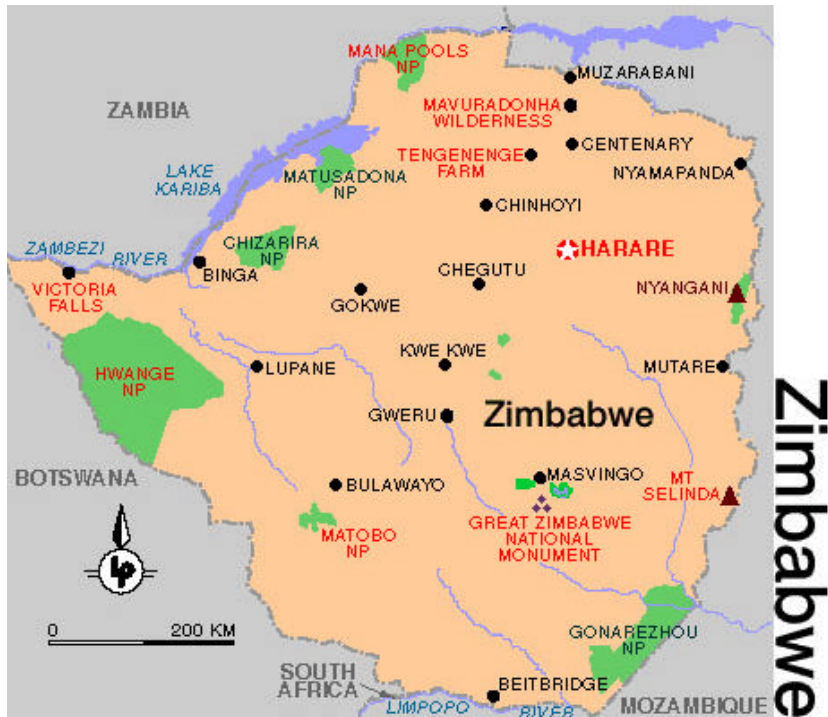 MANA POOLS
NP
MUZARABANI
ZAMBIA
MAVURADONHA
WILDERNESS
CENTENARY
TENGENENGE
FARM
NYAMAPANDA
LAKE
KARIBA
MATUSADONA
NP
CHINHOYI
ZAMBEZI
RIVER
CHIZARIRA
NP
HARARE
BINGA
CHEGUTU
VICTORIA
FALLS
GOKWE
NYANGANI
HWANGE
NP
LUPANE
KWE KWE
MUTARE
GWERU
Zimbabwe
BOTSWANA
BULAWAYO
MASVINGO
MT
SELINDA
MATOBO
NP
GREAT ZIMBABWE
NATIONAL
MONUMENT
LP
0 200 KM
GONAREZHOU
NP
SOUTH
AFRICA
BEITBRIDGE
LIMPOPO
RIVER
MOZAMBIQUE
Zimbabwe